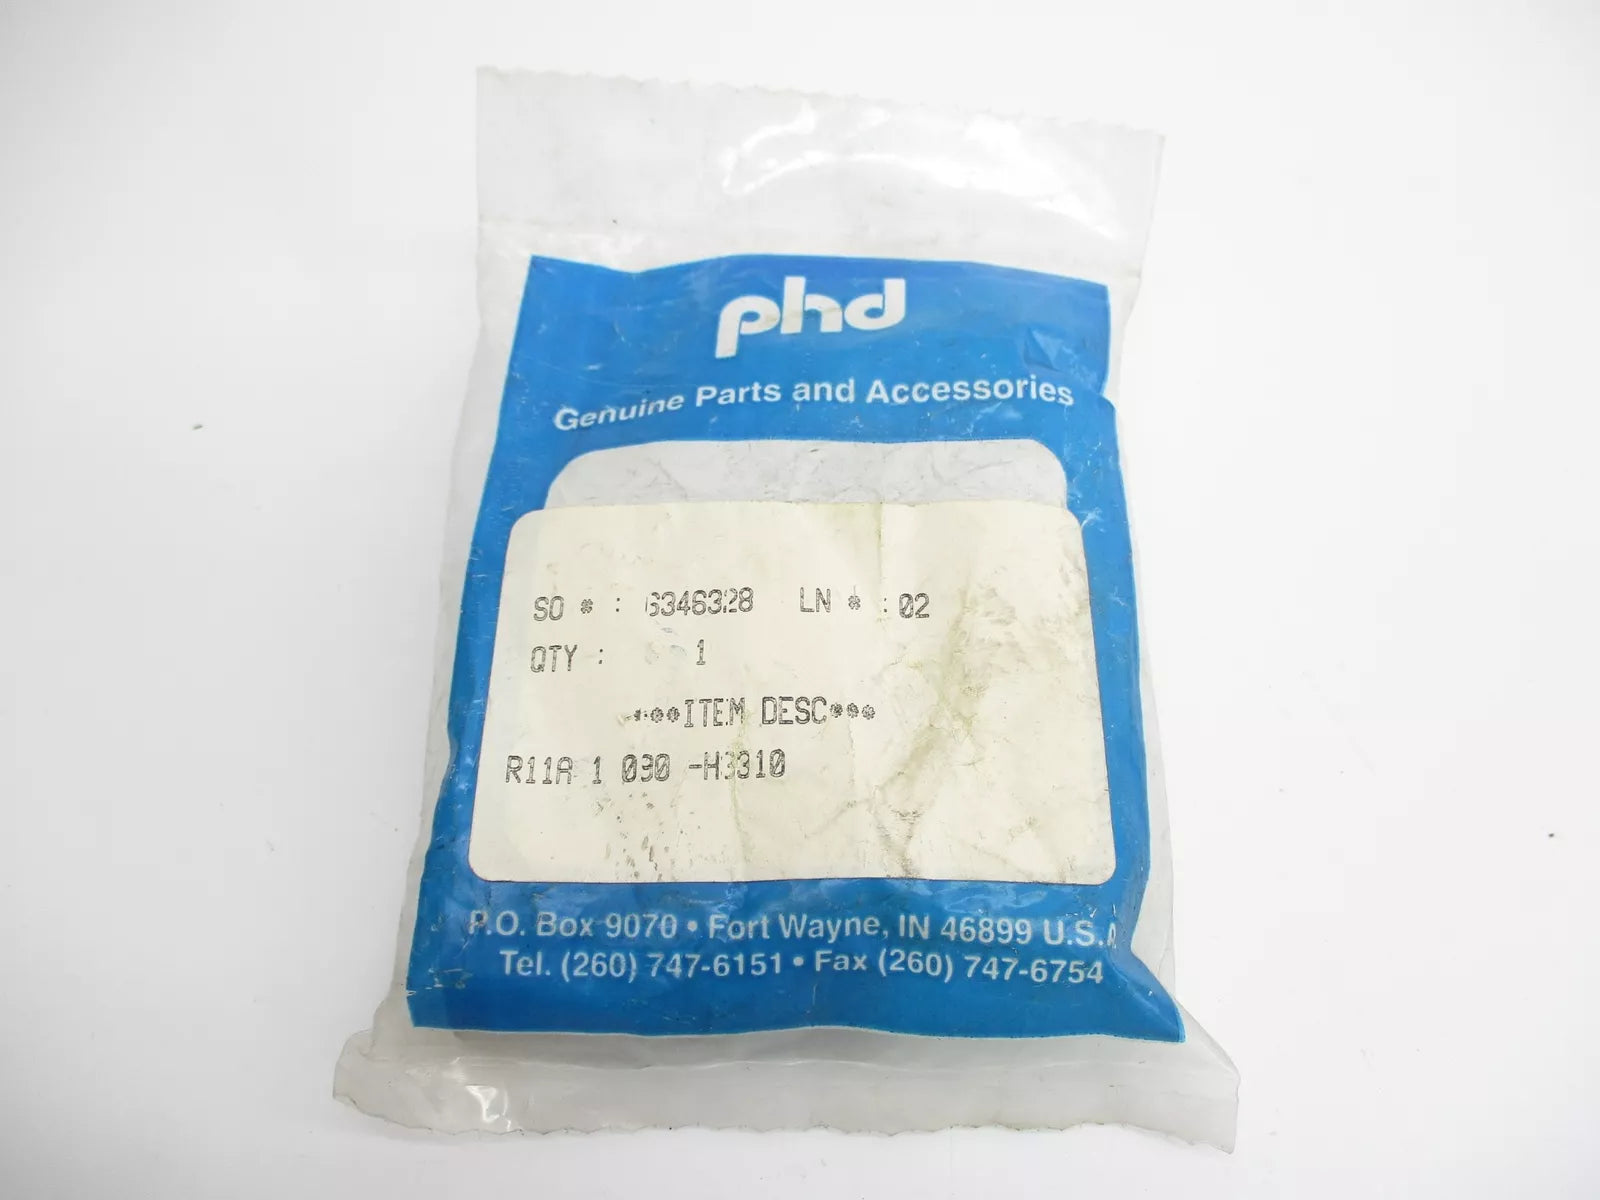 phd
Genuine Parts and Accessories
SO * : 6346328 LN * : 02
QTY : 1
***ITEM DESC***
R11A 1 030 -H3310
P.O. Box 9070 • Fort Wayne, IN 46899 U.S.A
Tel. (260) 747-6151 • Fax (260) 747-6754